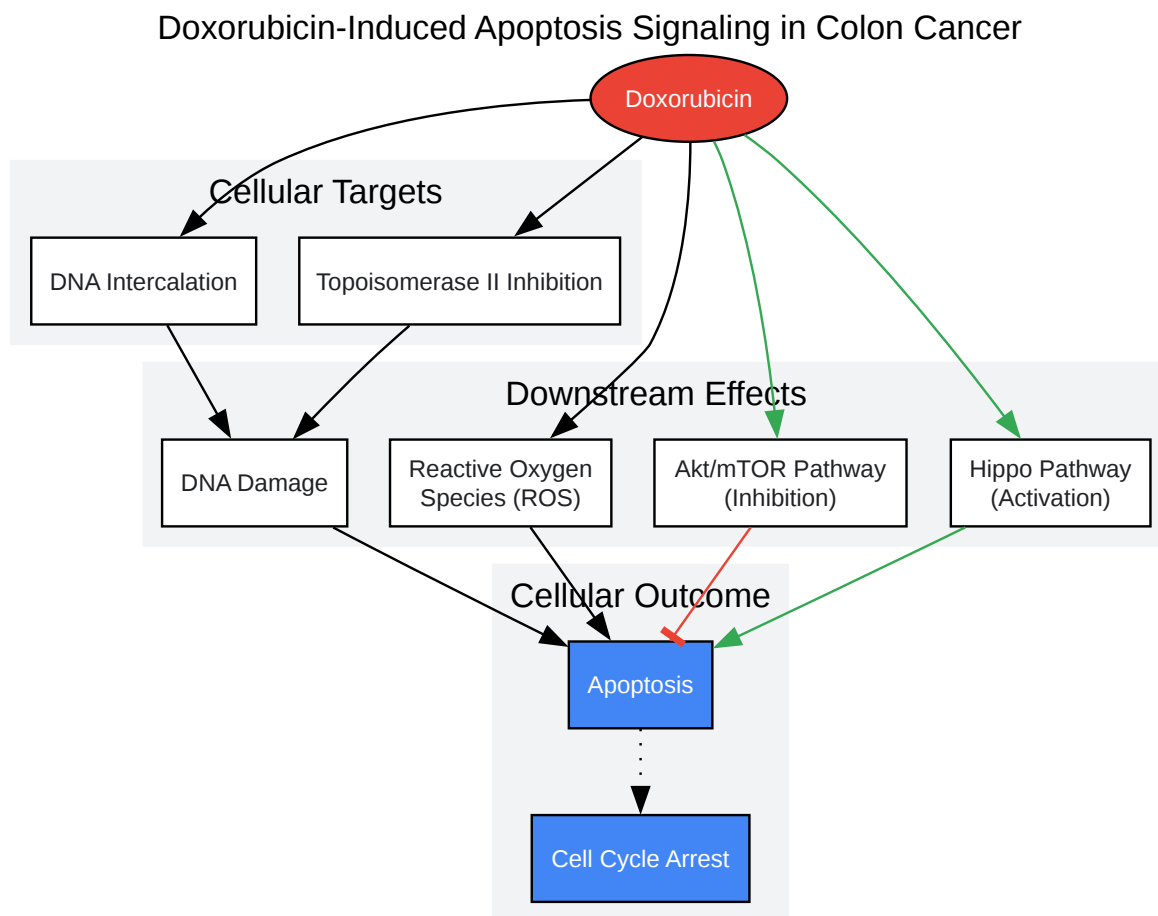 Doxorubicin-Induced Apoptosis Signaling in Colon Cancer
Doxorubicin
Cellular Targets
DNA Intercalation
Topoisomerase II Inhibition
Downstream Effects
DNA Damage
Reactive Oxygen
Species (ROS)
Akt/mTOR Pathway
(Inhibition)
Hippo Pathway
(Activation)
Cellular Outcome
Apoptosis
Cell Cycle Arrest